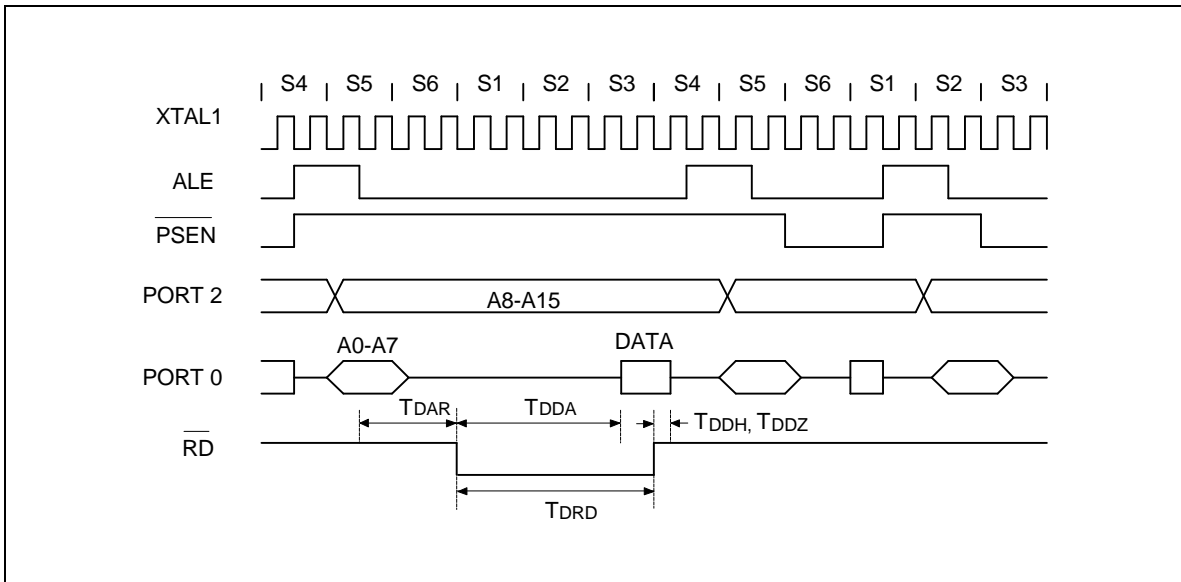 S4 S5 S6 S1 S2 S3 S4 S5 S6 S1 S2 S3
XTAL1
ALE
PSEN
PORT 2
A8-A15
A0-A7
DATA
PORT 0
TDAR
TDDA
TDDH, TDDZ
RD
TDRD